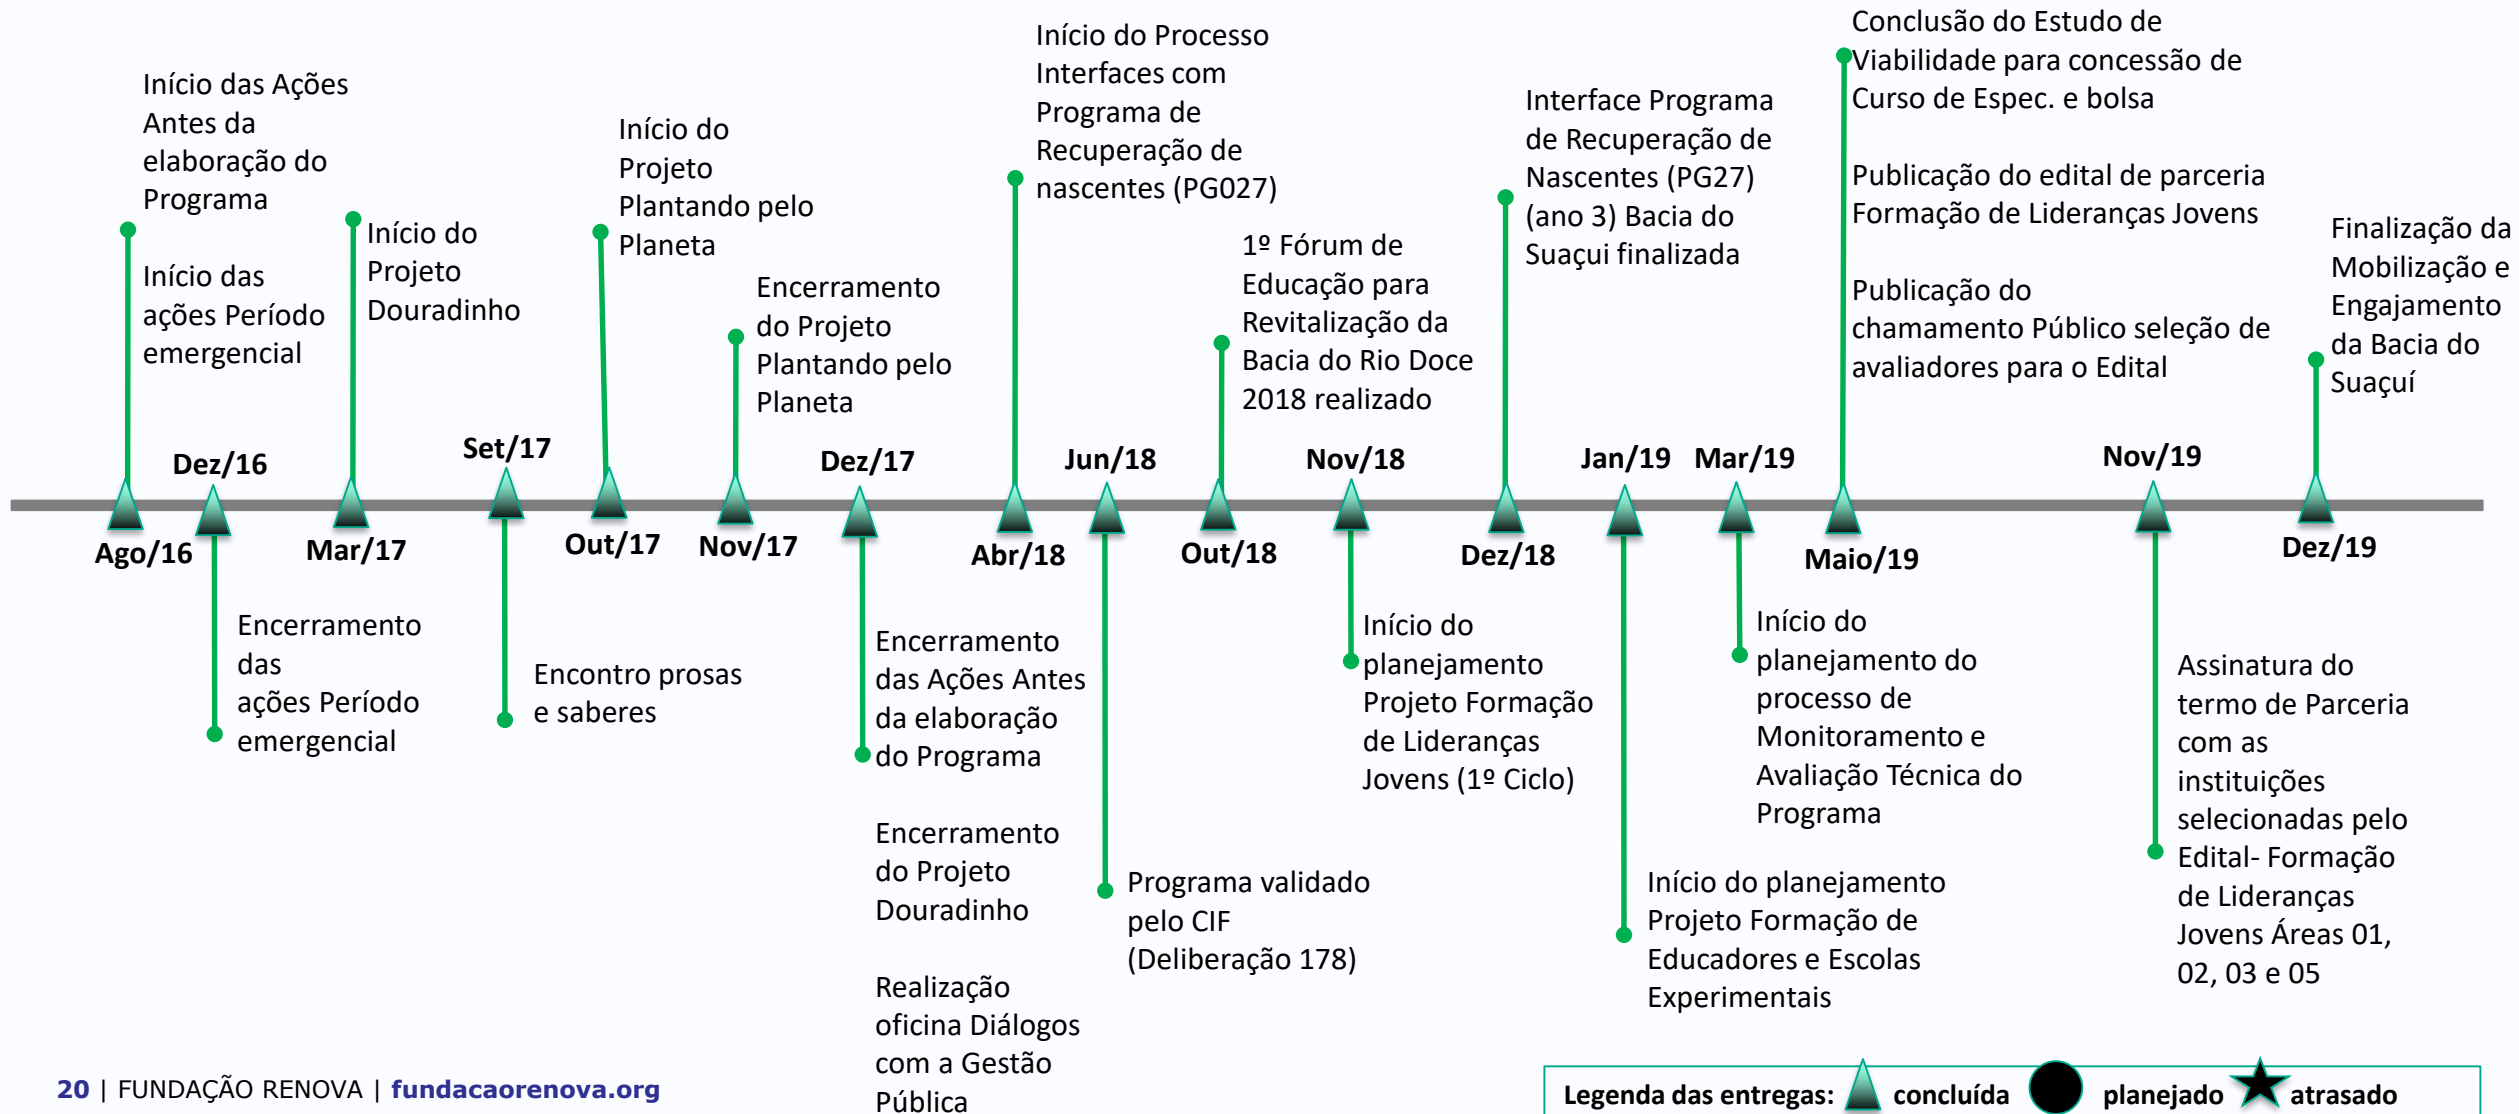 Início das Ações
Antes da
elaboração do
Programa
Início das
ações Período
emergencial
Ago/16
Dez/16
Encerramento
das
ações Período
emergencial
Início do
Projeto
Douradinho
Mar/17
Set/17
Encontro prosas
e saberes
Início do
Projeto
Plantando pelo
Planeta
Out/17
Encerramento
do Projeto
Plantando pelo
Planeta
Nov/17
Dez/17
Encerramento
das Ações Antes
da elaboração
do Programa
Encerramento
do Projeto
Douradinho
Realização
oficina Diálogos
com a Gestão
Pública
Início do Processo
Interfaces com
Programa de
Recuperação de
nascentes (PG027)
Abr/18
Jun/18
Programa validado
pelo CIF
(Deliberação 178)
1º Fórum de
Educação para
Revitalização da
Bacia do Rio Doce
2018 realizado
Out/18
Nov/18
Início do
planejamento
Projeto Formação
de Lideranças
Jovens (1º Ciclo)
Interface Programa
de Recuperação de
Nascentes (PG27)
(ano 3) Bacia do
Suaçui finalizada
Dez/18
Jan/19
Início do planejamento
Projeto Formação de
Educadores e Escolas
Experimentais
Mar/19
Início do
planejamento do
processo de
Monitoramento e
Avaliação Técnica do
Programa
Conclusão do Estudo de
Viabilidade para concessão de
Curso de Espec. e bolsa
Publicação do edital de parceria
Formação de Lideranças Jovens
Publicação do
chamamento Público seleção de
avaliadores para o Edital
Maio/19
Nov/19
Assinatura do
termo de Parceria
com as
instituições
selecionadas pelo
Edital- Formação
de Lideranças
Jovens Áreas 01,
02, 03 e 05
Finalização da
Mobilização e
Engajamento
da Bacia do
Suaçuí
Dez/19
20 | FUNDAÇÃO RENOVA | fundacaorenova.org
Legenda das entregas: concluída planejado atrasado